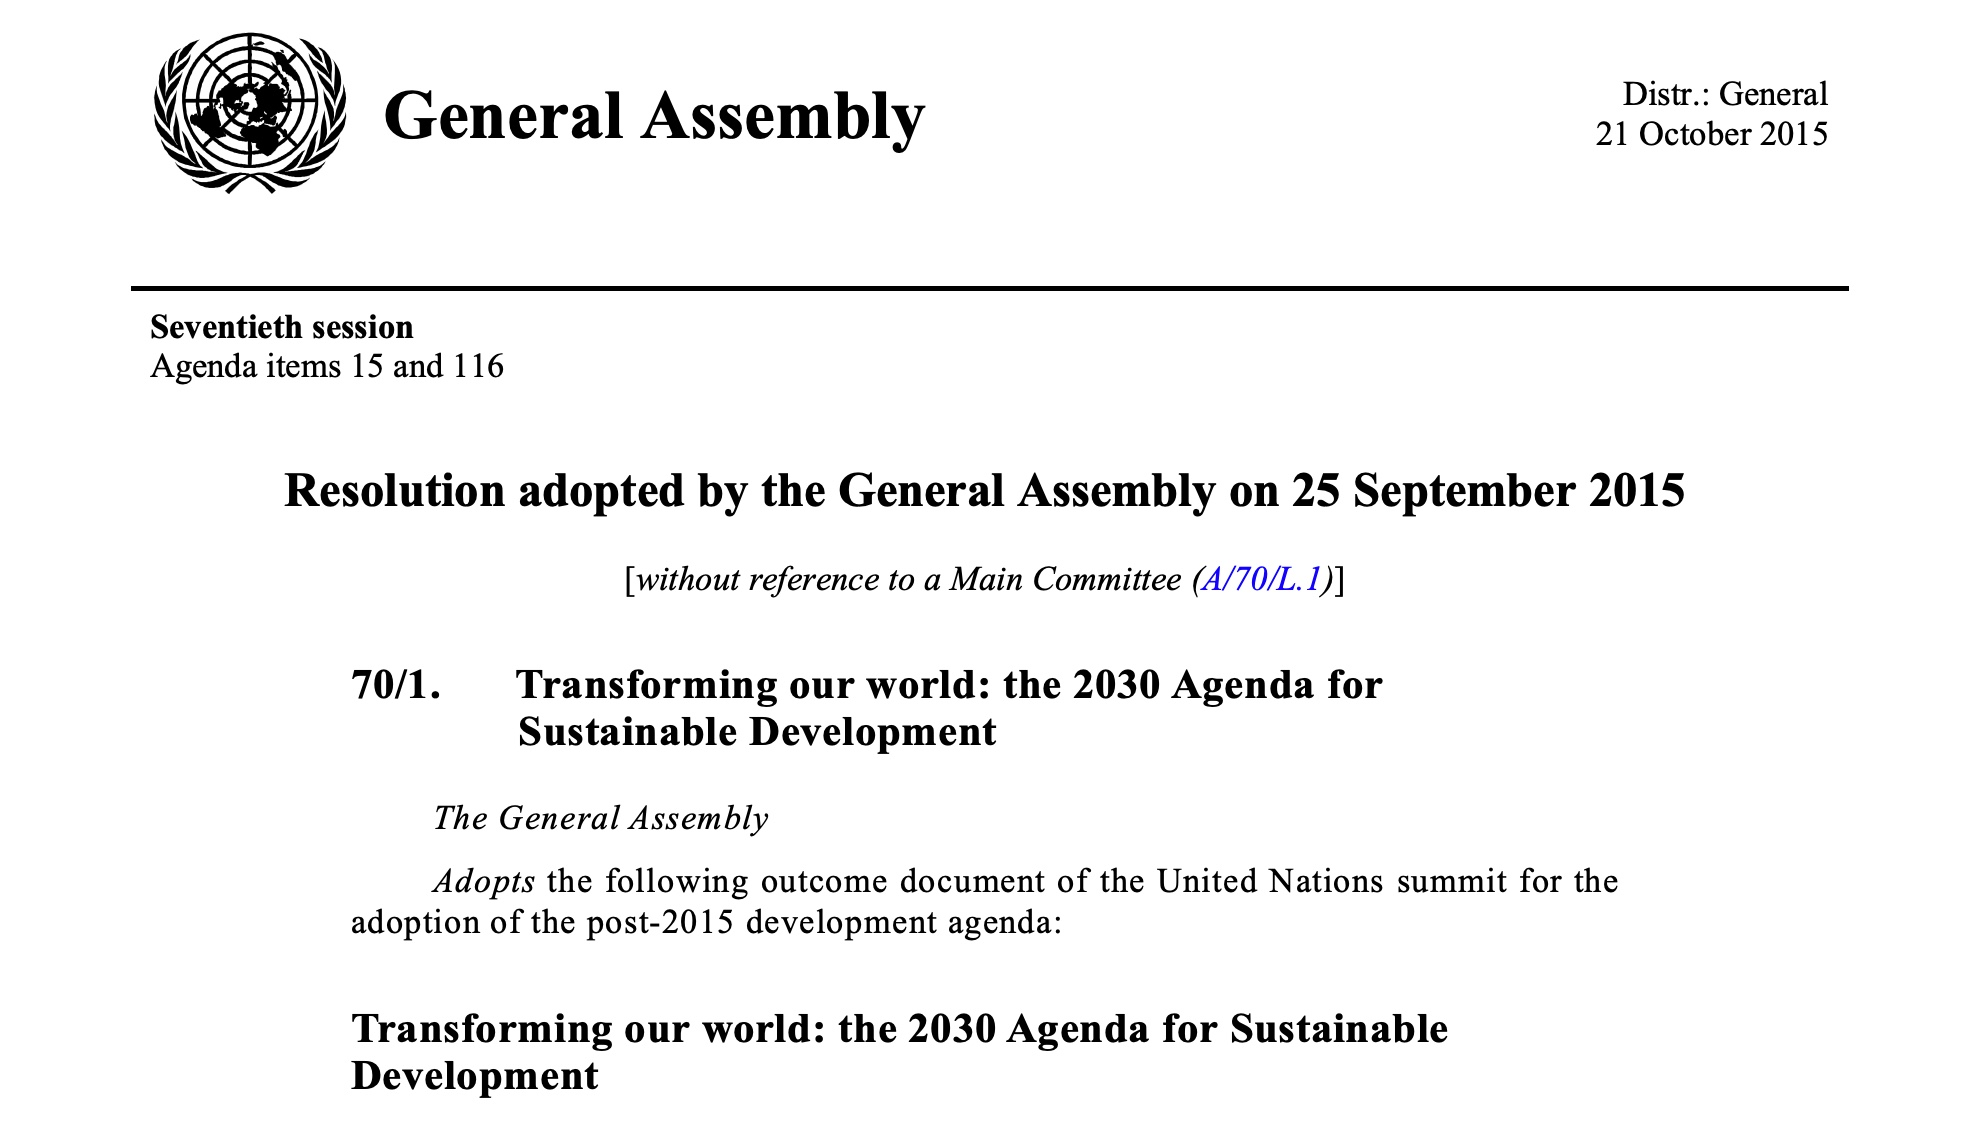 General Assembly
Distr.: General
21 October 2015
Seventieth session
Agenda items 15 and 116
Resolution adopted by the General Assembly on 25 September 2015
[without reference to a Main Committee (A/70/L.1)]
70/1. Transforming our world: the 2030 Agenda for
Sustainable Development
The General Assembly
Adopts the following outcome document of the United Nations summit for the
adoption of the post-2015 development agenda:
Transforming our world: the 2030 Agenda for Sustainable
Development